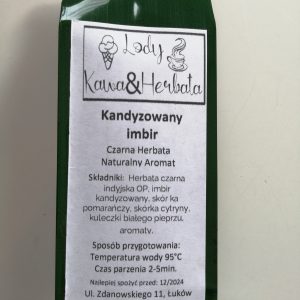 Lody
Kawa&Herbata
Kandyzowany
imbir
Czarna Herbata
Naturalny Aromat
Składniki: Herbata czarna
indyjska OP, imbir
kandyzowany, skór ka
pomarańczy, skórka cytryny,
kuleczki białego pieprzu,
aromaty.
Sposób przygotowania:
Temperatura wody 95°C
Czas parzenia 2-5min.
Najlepiej spożyć przed: 12/2024
Ul. Zdanowskiego 11, Łuków